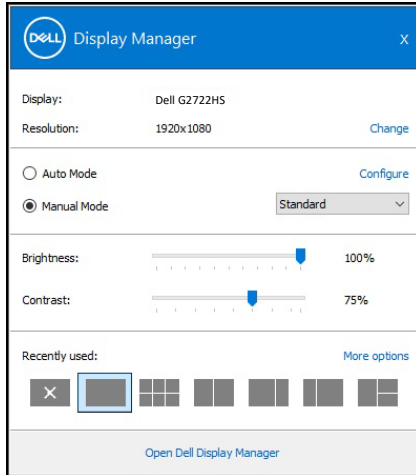 DELL Display Manager X
Display: Dell G2722HS
Resolution: 1920x1080 Change
Auto Mode Configure
Manual Mode Standard
Brightness: 100%
Contrast: 75%
Recently used: More options
Open Dell Display Manager